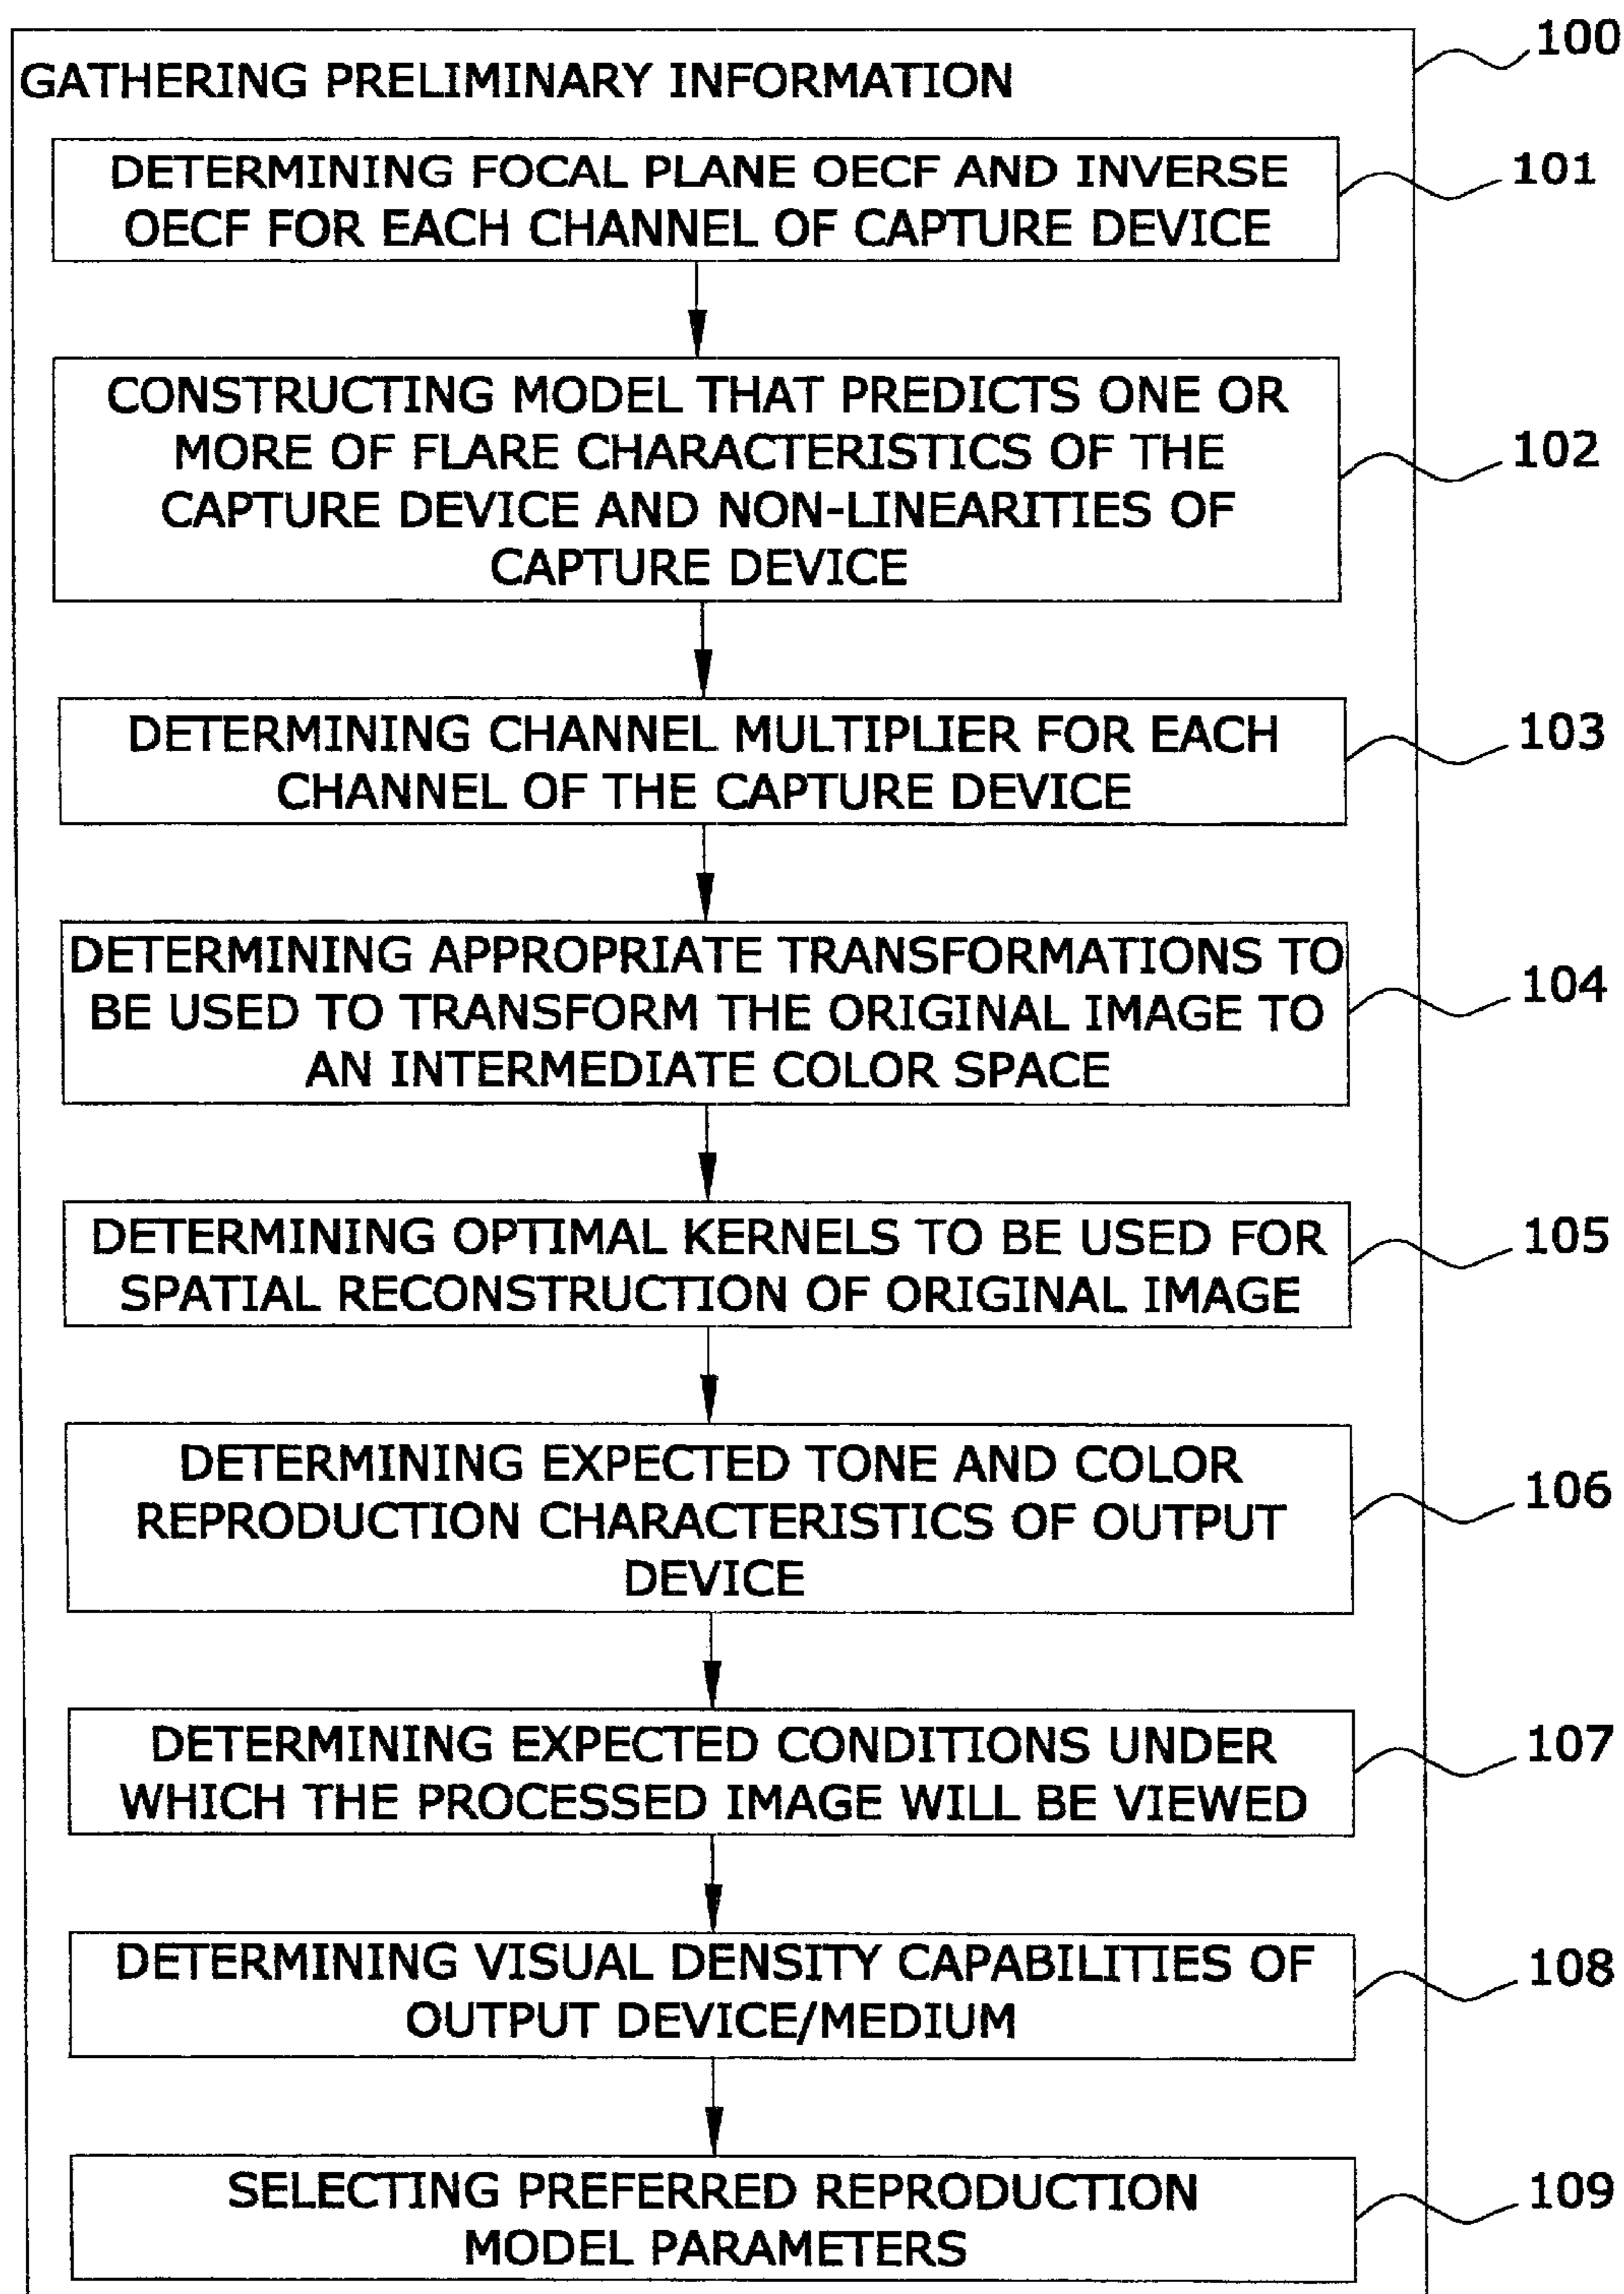 100
GATHERING PRELIMINARY INFORMATION
DETERMINING FOCAL PLANE OECF AND INVERSE
OECF FOR EACH CHANNEL OF CAPTURE DEVICE
101
CONSTRUCTING MODEL THAT PREDICTS ONE OR
MORE OF FLARE CHARACTERISTICS OF THE
CAPTURE DEVICE AND NON-LINEARITIES OF
CAPTURE DEVICE
102
DETERMINING CHANNEL MULTIPLIER FOR EACH
CHANNEL OF THE CAPTURE DEVICE
103
DETERMINING APPROPRIATE TRANSFORMATIONS TO
BE USED TO TRANSFORM THE ORIGINAL IMAGE TO
AN INTERMEDIATE COLOR SPACE
104
DETERMINING OPTIMAL KERNELS TO BE USED FOR
SPATIAL RECONSTRUCTION OF ORIGINAL IMAGE
105
DETERMINING EXPECTED TONE AND COLOR
REPRODUCTION CHARACTERISTICS OF OUTPUT
DEVICE
106
DETERMINING EXPECTED CONDITIONS UNDER
WHICH THE PROCESSED IMAGE WILL BE VIEWED
107
DETERMINING VISUAL DENSITY CAPABILITIES OF
OUTPUT DEVICE/MEDIUM
108
SELECTING PREFERRED REPRODUCTION
MODEL PARAMETERS
109